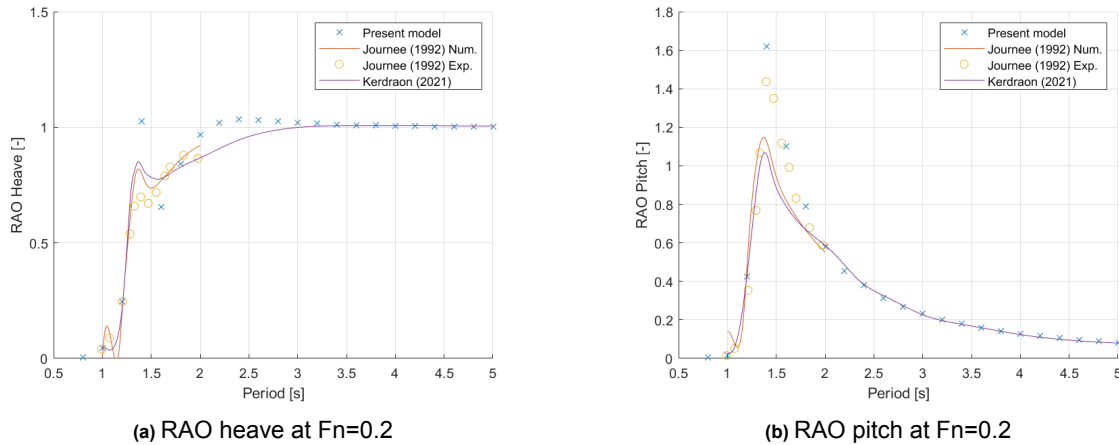 1.5
1
0.5
0
RAO Heave [-]
Present model
Journee (1992) Num.
Journee (1992) Exp.
Kerdraon (2021)
0.5 1 1.5 2 2.5 3 3.5 4 4.5 5
Period [s]
(a) RAO heave at Fn=0.2
1.8
1.6
1.4
1.2
1
0.8
0.6
0.4
0.2
0
RAO Pitch [-]
Present model
Journee (1992) Num.
Journee (1992) Exp.
Kerdraon (2021)
0.5 1 1.5 2 2.5 3 3.5 4 4.5 5
Period [s]
(b) RAO pitch at Fn=0.2